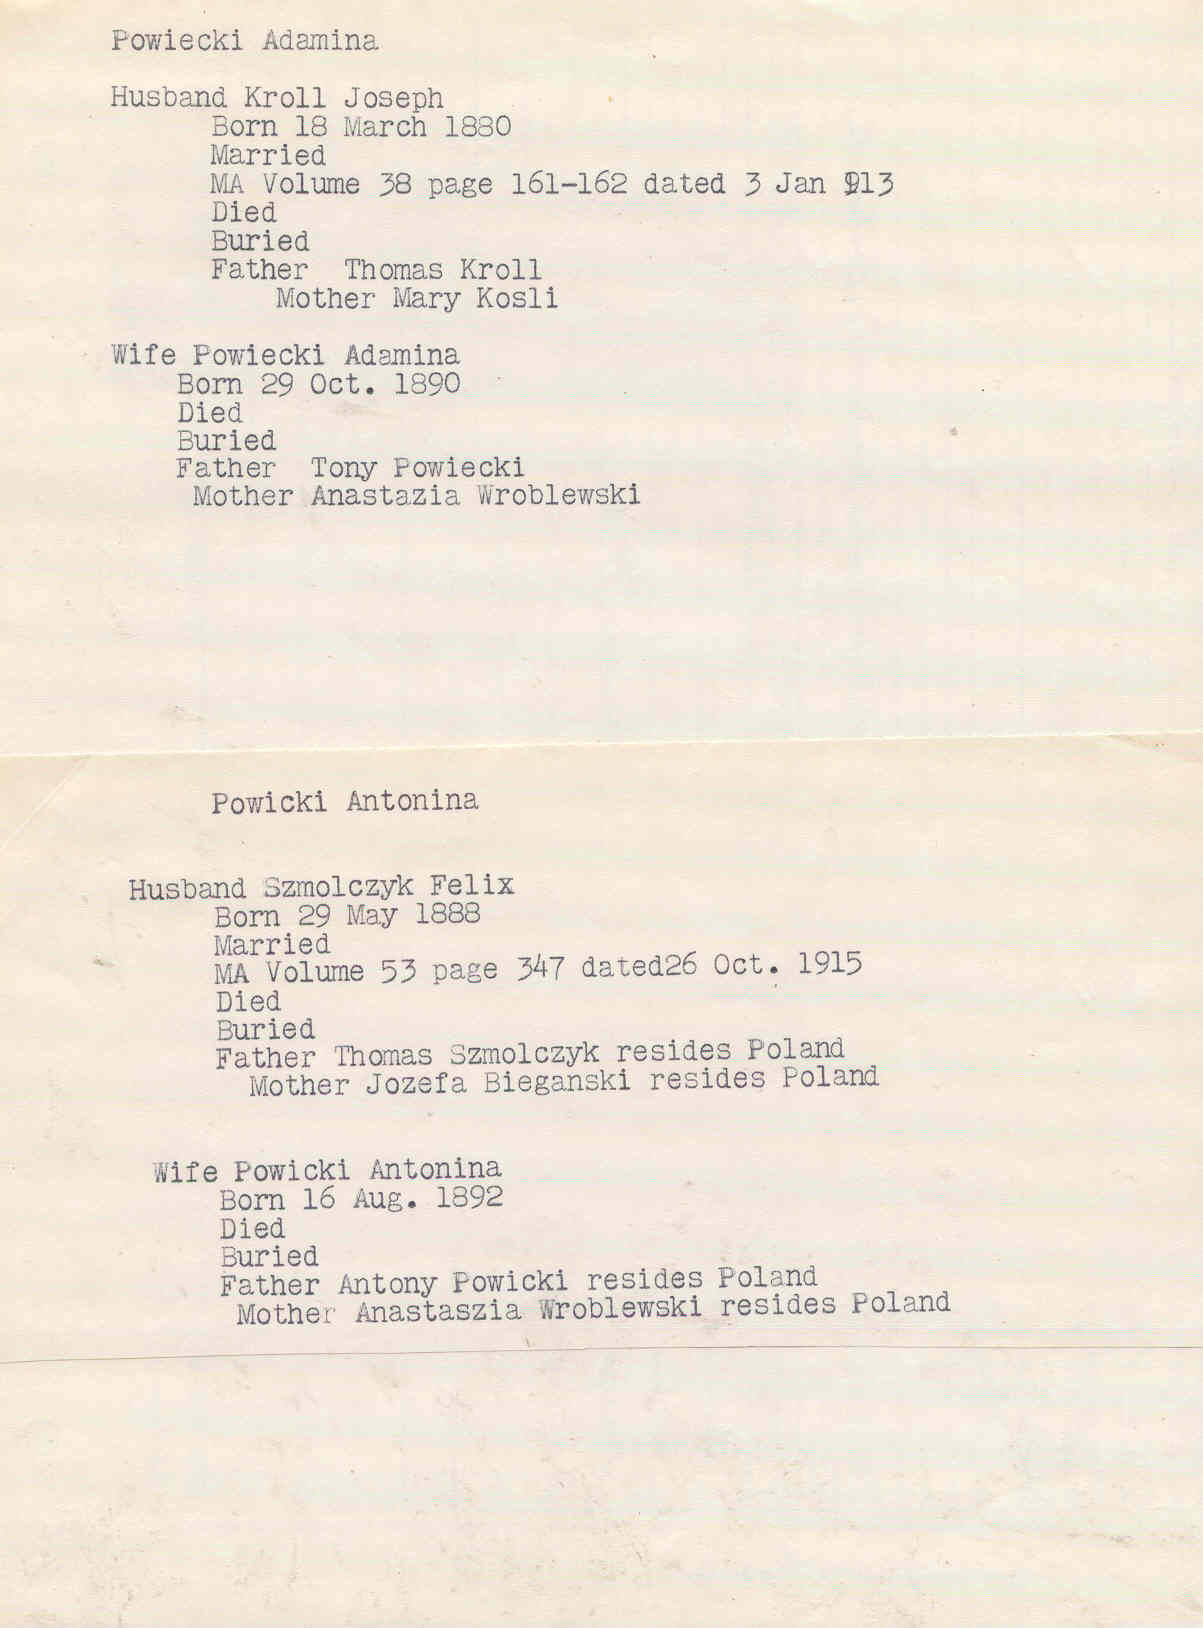 Powiecki Adamina
Husband Kroll Joseph
Born 18 March 1880
Married
MA Volume 38 page 161-162 dated 3 Jan 913
Died
Buried
Father Thomas Kroll
Mother Mary Kosli
Wife Powiecki Adamina
Born 29 Oct. 1890
Died
Buried
Father Tony Powiecki
Mother Anastazia Wroblewski
Powicki Antonina
Husband Szmolczyk Felix
Born 29 May 1888
Married
MA Volume 53 page 347 dated26 Oct. 1915
Died
Buried
Father Thomas Szmolczyk resides Poland
Mother Jozefa Bieganski resides Poland
Wife Powicki Antonina
Born 16 Aug. 1892
Died
Buried
Father Antony Powicki resides Poland
Mother Anastaszia Wroblewski resides Poland